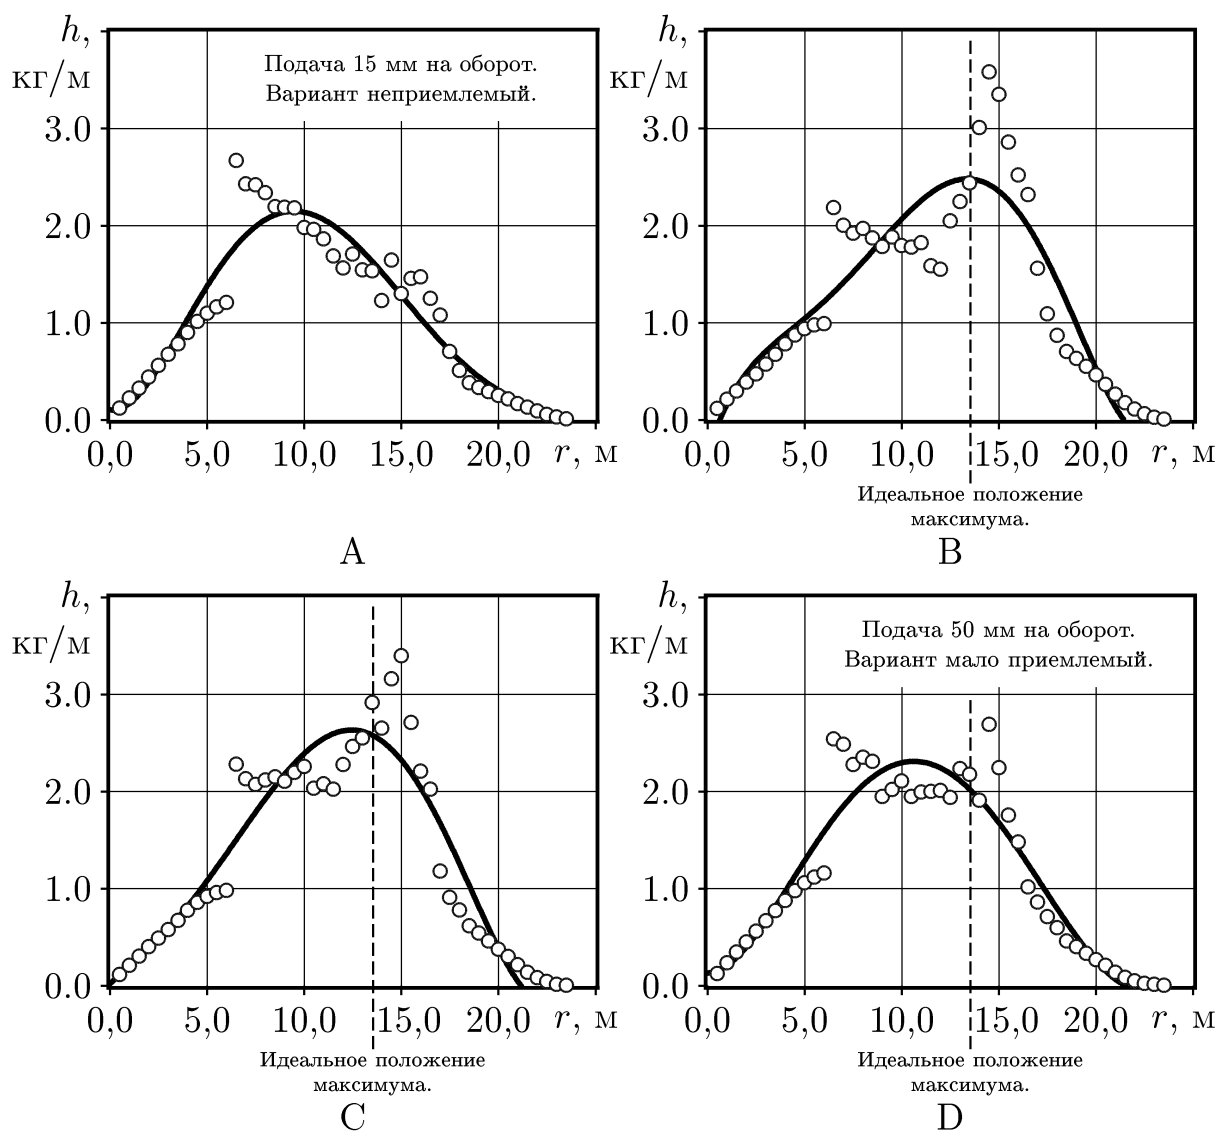 h,
кг/м
3.0
2.0
1.0
0.0
0,0 5,0 10,0 15,0 20,0 r, м
Подача 15 мм на оборот.
Вариант неприемлемый.
A
h,
кг/м
3.0
2.0
1.0
0.0
0,0 5,0 10,0 15,0 20,0 r, м
Идеальное положение
максимума.
B
h,
кг/м
3.0
2.0
1.0
0.0
0,0 5,0 10,0 15,0 20,0 r, м
Идеальное положение
максимума.
C
h,
кг/м
Подача 50 мм на оборот.
Вариант мало приемлемый.
3.0
2.0
1.0
0.0
0,0 5,0 10,0 15,0 20,0 r, м
Идеальное положение
максимума.
D